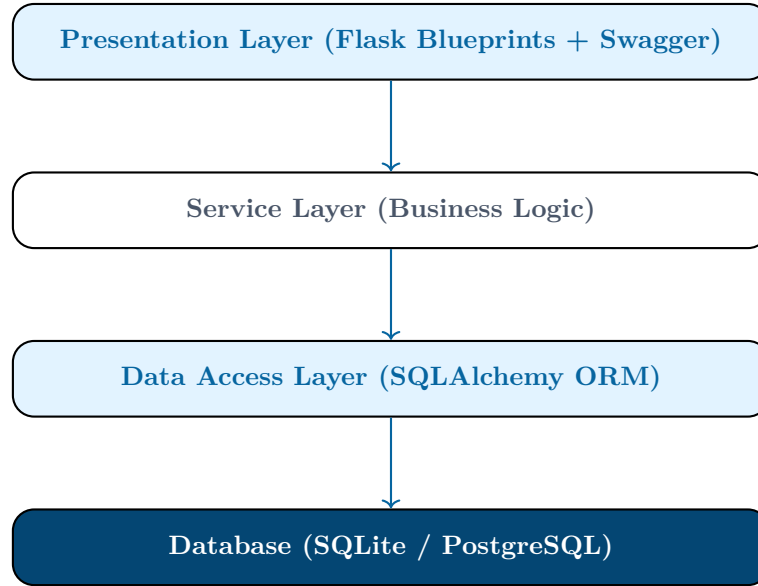 Presentation Layer (Flask Blueprints + Swagger)
Service Layer (Business Logic)
Data Access Layer (SQLAlchemy ORM)
Database (SQLite / PostgreSQL)